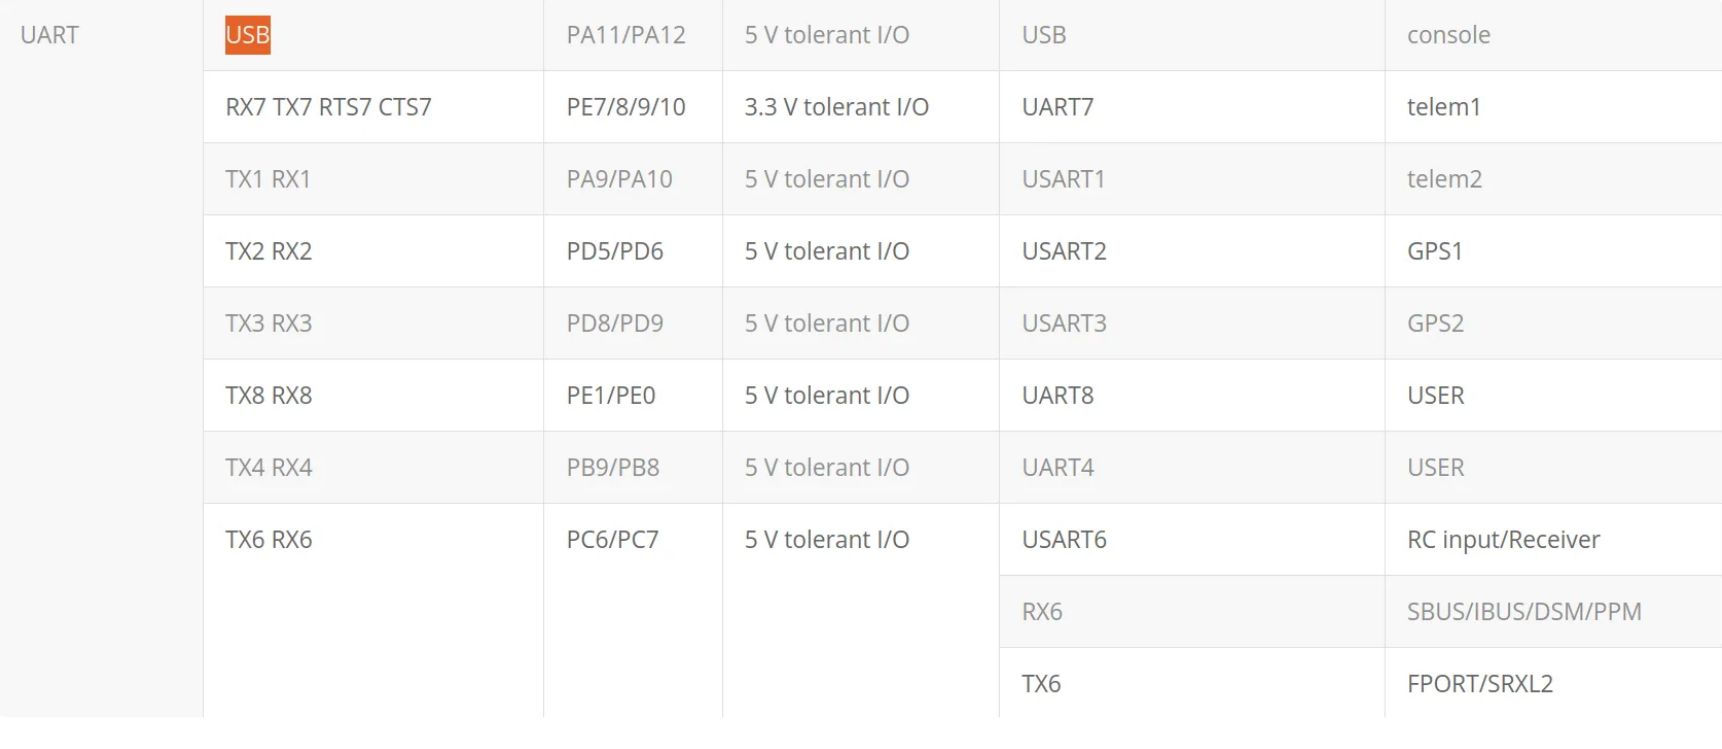 UART USB PA11/PA12 5 V tolerant I/O USB console
RX7 TX7 RTS7 CTS7 PE7/8/9/10 3.3 V tolerant I/O UART7 telem1
TX1 RX1 PA9/PA10 5 V tolerant I/O USART1 telem2
TX2 RX2 PD5/PD6 5 V tolerant I/O USART2 GPS1
TX3 RX3 PD8/PD9 5 V tolerant I/O USART3 GPS2
TX8 RX8 PE1/PE0 5 V tolerant I/O UART8 USER
TX4 RX4 PB9/PB8 5 V tolerant I/O UART4 USER
TX6 RX6 PC6/PC7 5 V tolerant I/O USART6 RC input/Receiver
RX6 SBUS/IBUS/DSM/PPM
TX6 FPORT/SRXL2